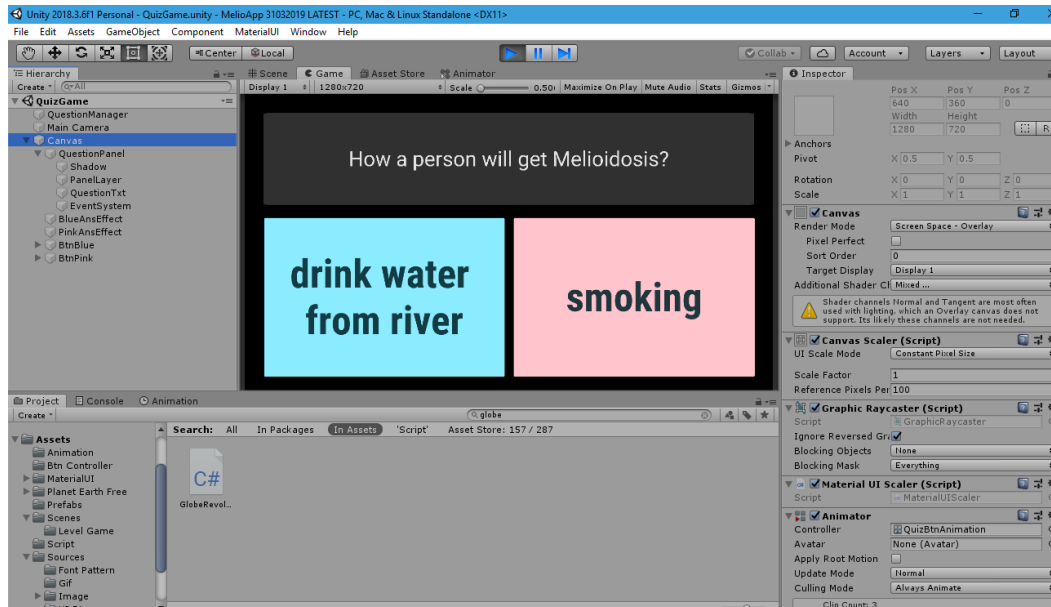 Unity 2018.3.6f1 Personal - QuizGame.unity - MelioApp 31032019 LATEST - PC, Mac & Linux Standalone <DX11>
File Edit Assets GameObject Component MaterialUI Window Help
Center Local Collab Account Layers Layout
Hierarchy
Create All
QuizGame
QuestionManager
Main Camera
Canvas
QuestionPanel
Shadow
PanelLayer
QuestionTxt
EventSystem
BlueAnsEffect
PinkAnsEffect
BtnBlue
BtnPink
Scene Game Asset Store Animator
Display 1 1280x720 Scale 0.50 Maximize On Play Mute Audio Stats Gizmos
How a person will get Melioidosis?
drink water
from river
smoking
Project Console Animation
Create globe
Assets
Animation
Btn Controller
MaterialUI
Planet Earth Free
Prefabs
Scenes
Level Game
Script
Sources
Font Pattern
Gif
Image
Search: All In Packages In Assets 'Script' Asset Store: 157 / 287
C#
GlobeRevol..
Inspector
Pos X Pos Y Pos Z
640 360 0
Width Height
1280 720 R
Anchors
Pivot X 0.5 Y 0.5
Rotation X 0 Y 0 Z 0
Scale X 1 Y 1 Z 1
Canvas
Render Mode Screen Space - Overlay
Pixel Perfect
Sort Order 0
Target Display Display 1
Additional Shader Cl Mixed ...
Shader channels Normal and Tangent are most often
used with lighting, which an Overlay canvas does not
support. Its likely these channels are not needed.
Canvas Scaler (Script)
UI Scale Mode Constant Pixel Size
Scale Factor 1
Reference Pixels Per 100
Graphic Raycaster (Script)
Script GraphicRaycaster
Ignore Reversed Gra
Blocking Objects None
Blocking Mask Everything
Material UI Scaler (Script)
Script MaterialUIScaler
Animator
Controller QuizBtnAnimation
Avatar None (Avatar)
Apply Root Motion
Update Mode Normal
Culling Mode Always Animate
Clip Count: 3